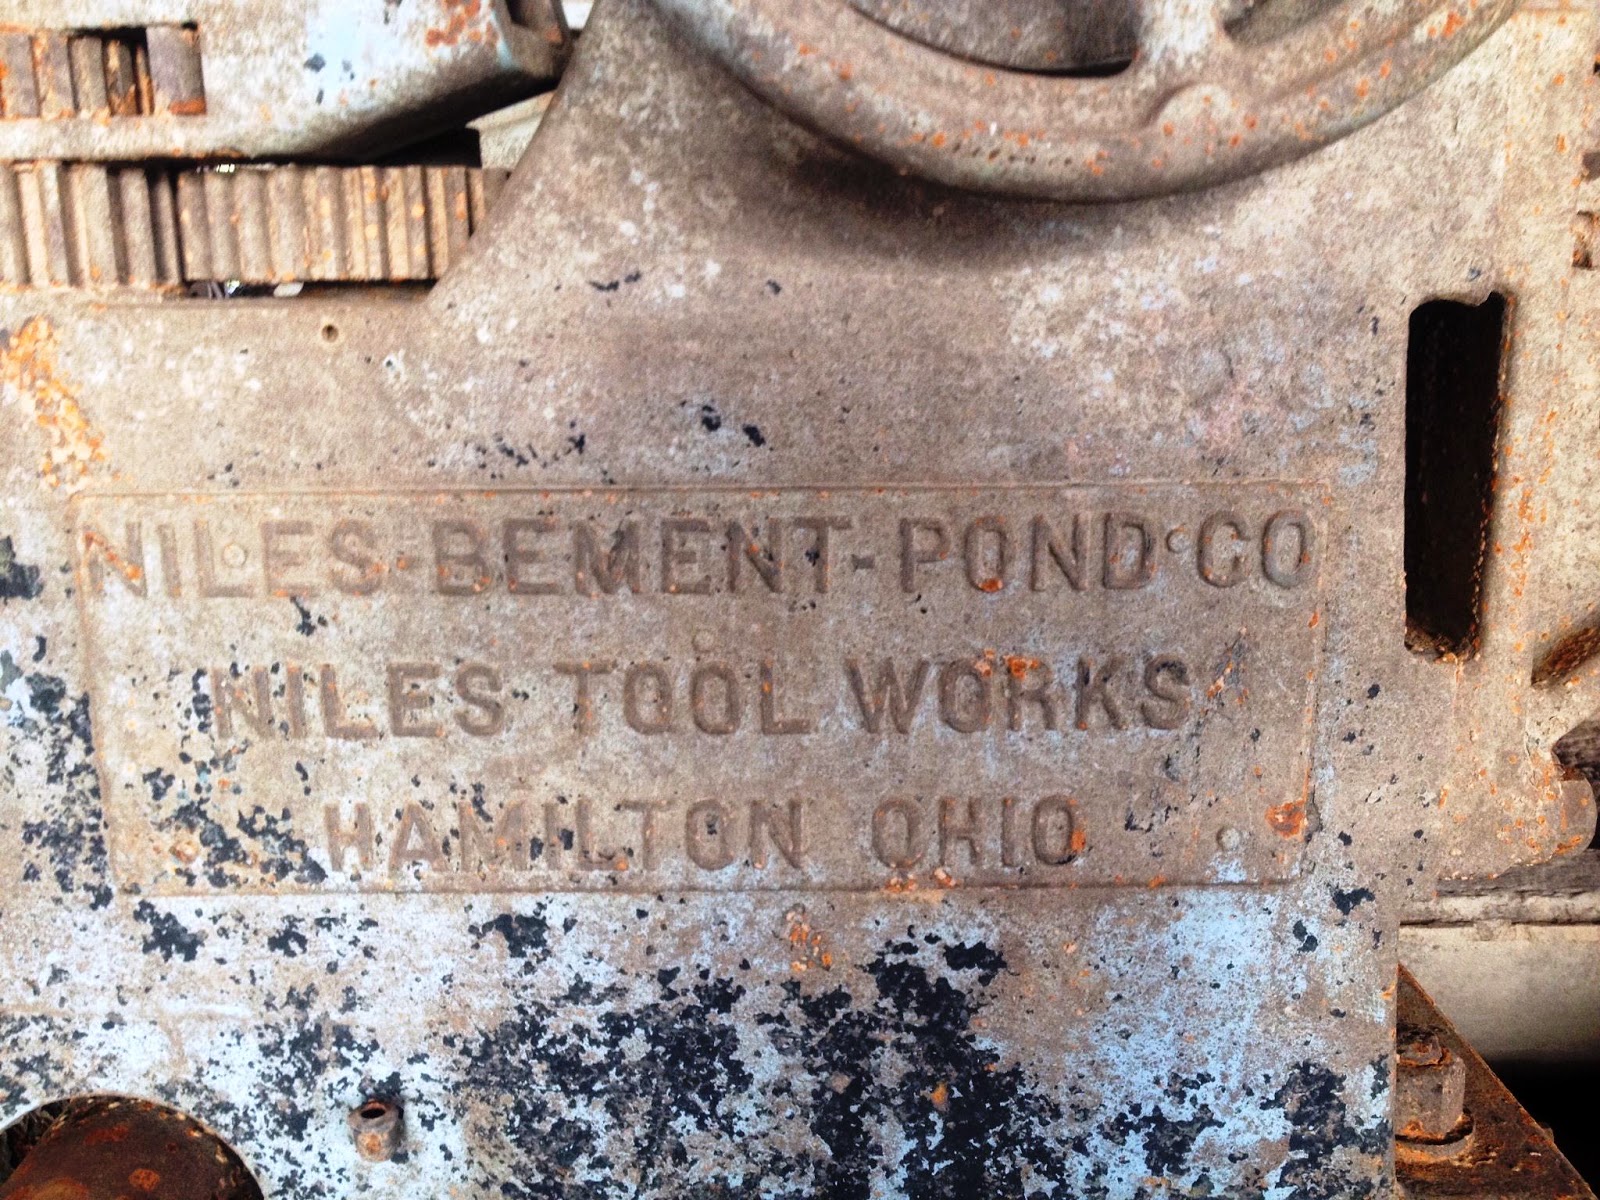 NILES-BEMENT-POND CO
NILES TOOL WORKS
HAMILTON OHIO